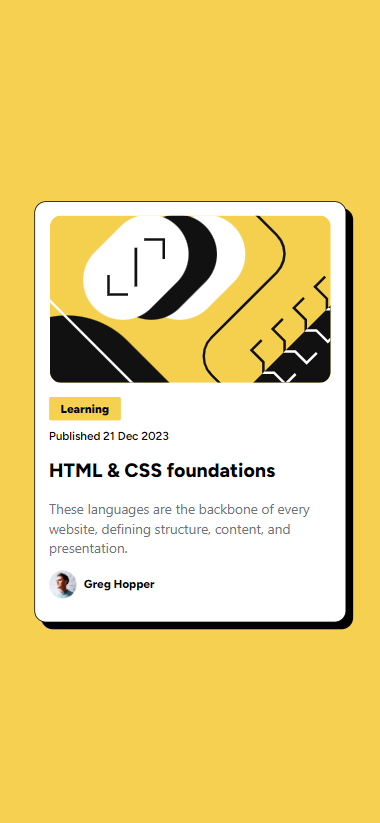 Learning
Published 21 Dec 2023
HTML & CSS foundations
These languages are the backbone of every
website, defining structure, content, and
presentation.
Greg Hopper